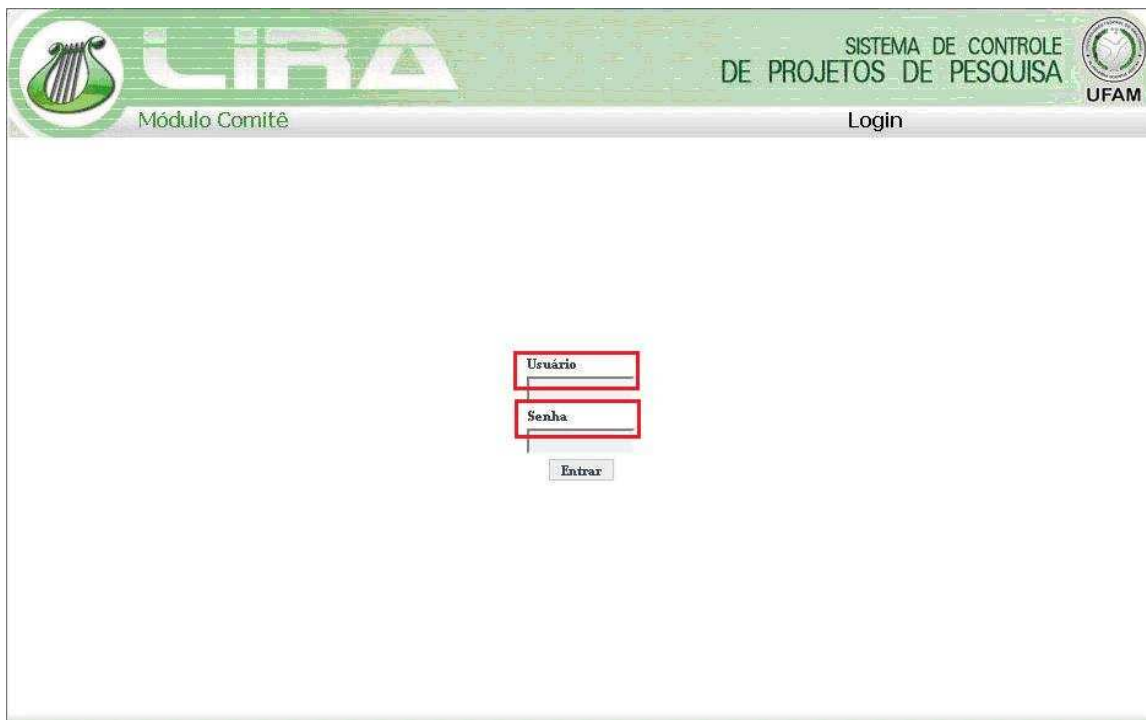 LIRA
SISTEMA DE CONTROLE
DE PROJETOS DE PESQUISA
UFAM
Módulo Comitê
Login
Usuário
Senha
Entrar